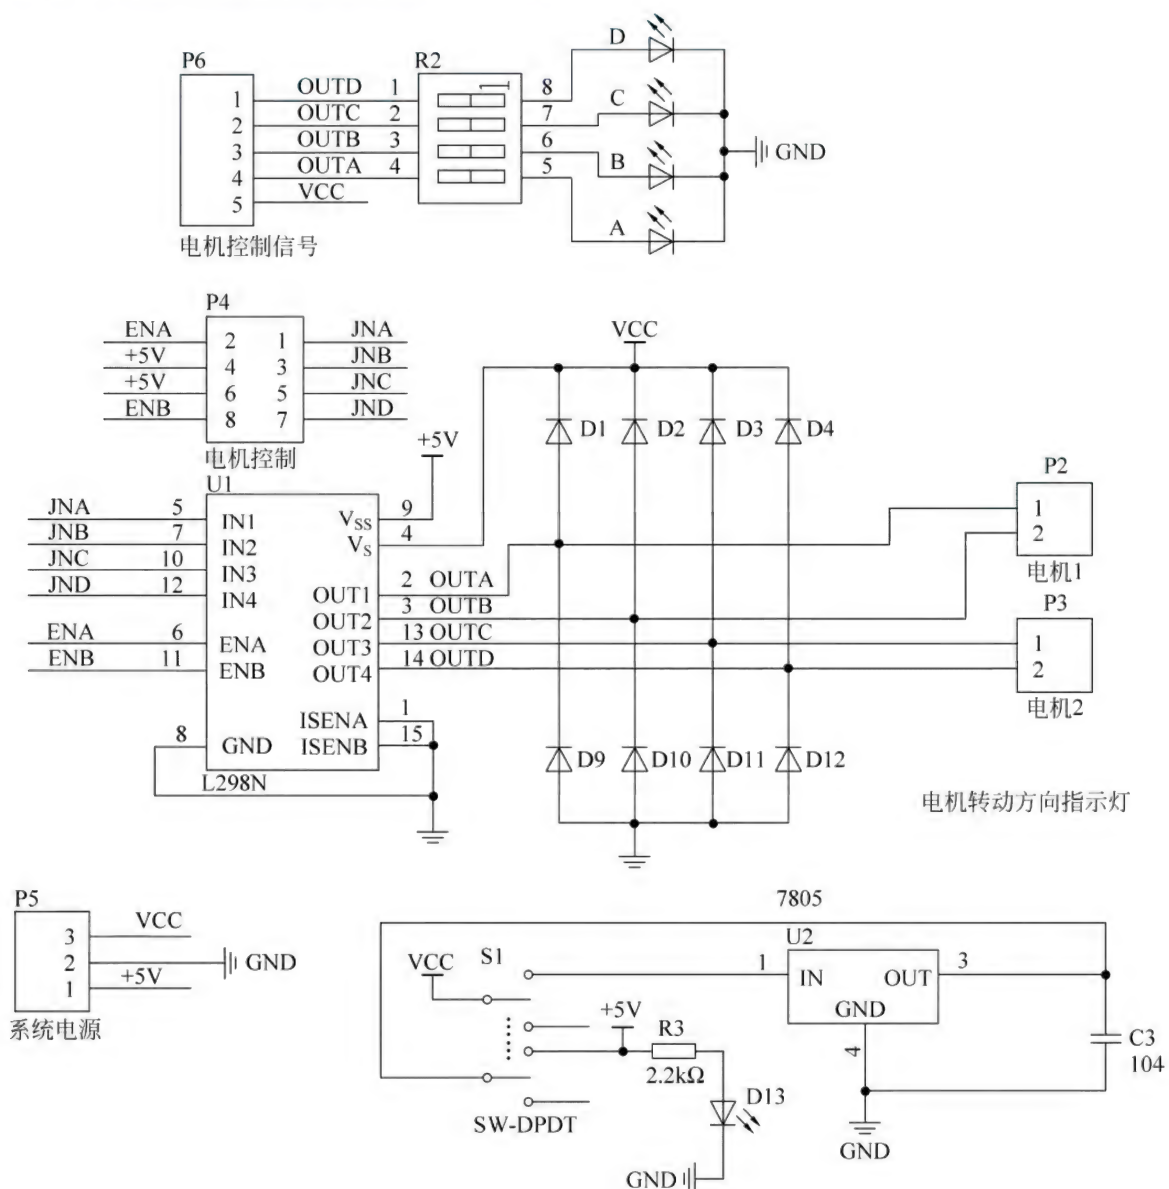 P6
1 OUTD 1
2 OUTC 2
3 OUTB 3
4 OUTA 4
5 VCC
电机控制信号
R2
1
8 D
7 C
6 B
5 A
GND
P4
ENA 2 1 JNA
+5V 4 3 JNB
+5V 6 5 JNC
ENB 8 7 JND
电机控制
U1
JNA 5 IN1
JNB 7 IN2
JNC 10 IN3
JND 12 IN4
ENA 6 ENA
ENB 11 ENB
8 GND
+5V
VSS 9
VS 4
OUT1 2 OUTA
OUT2 3 OUTB
OUT3 13 OUTC
OUT4 14 OUTD
ISENA 1
ISENB 15
L298N
VCC
D1 D2 D3 D4
D9 D10 D11 D12
P2
1
2
电机1
P3
1
2
电机2
电机转动方向指示灯
P5
3 VCC
2 GND
1 +5V
系统电源
7805
VCC S1
+5V
R3
2.2kΩ
D13
SW-DPDT
GND
U2
1 IN OUT 3
GND
4
C3
104
GND